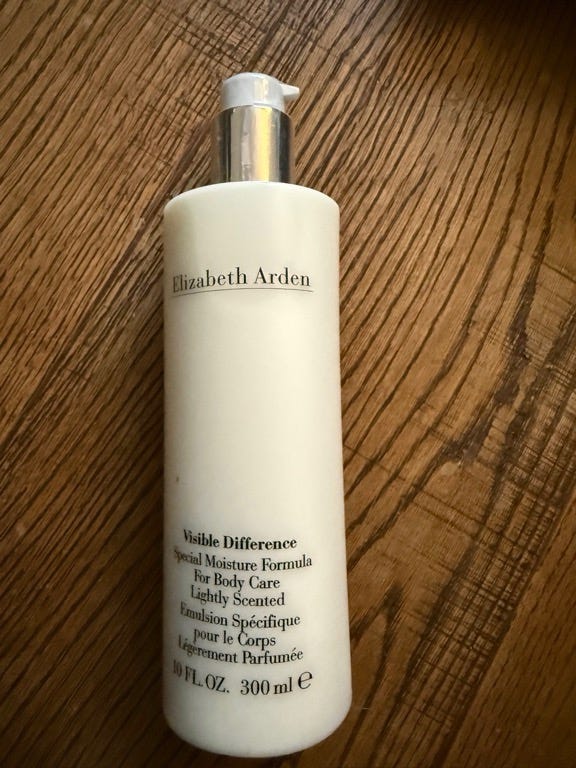 Elizabeth Arden
Visible Difference
Special Moisture Formula
For Body Care
Lightly Scented
Emulsion Spécifique
pour le Corps
Légèrement Parfumée
10 FL. OZ. 300 ml ℮